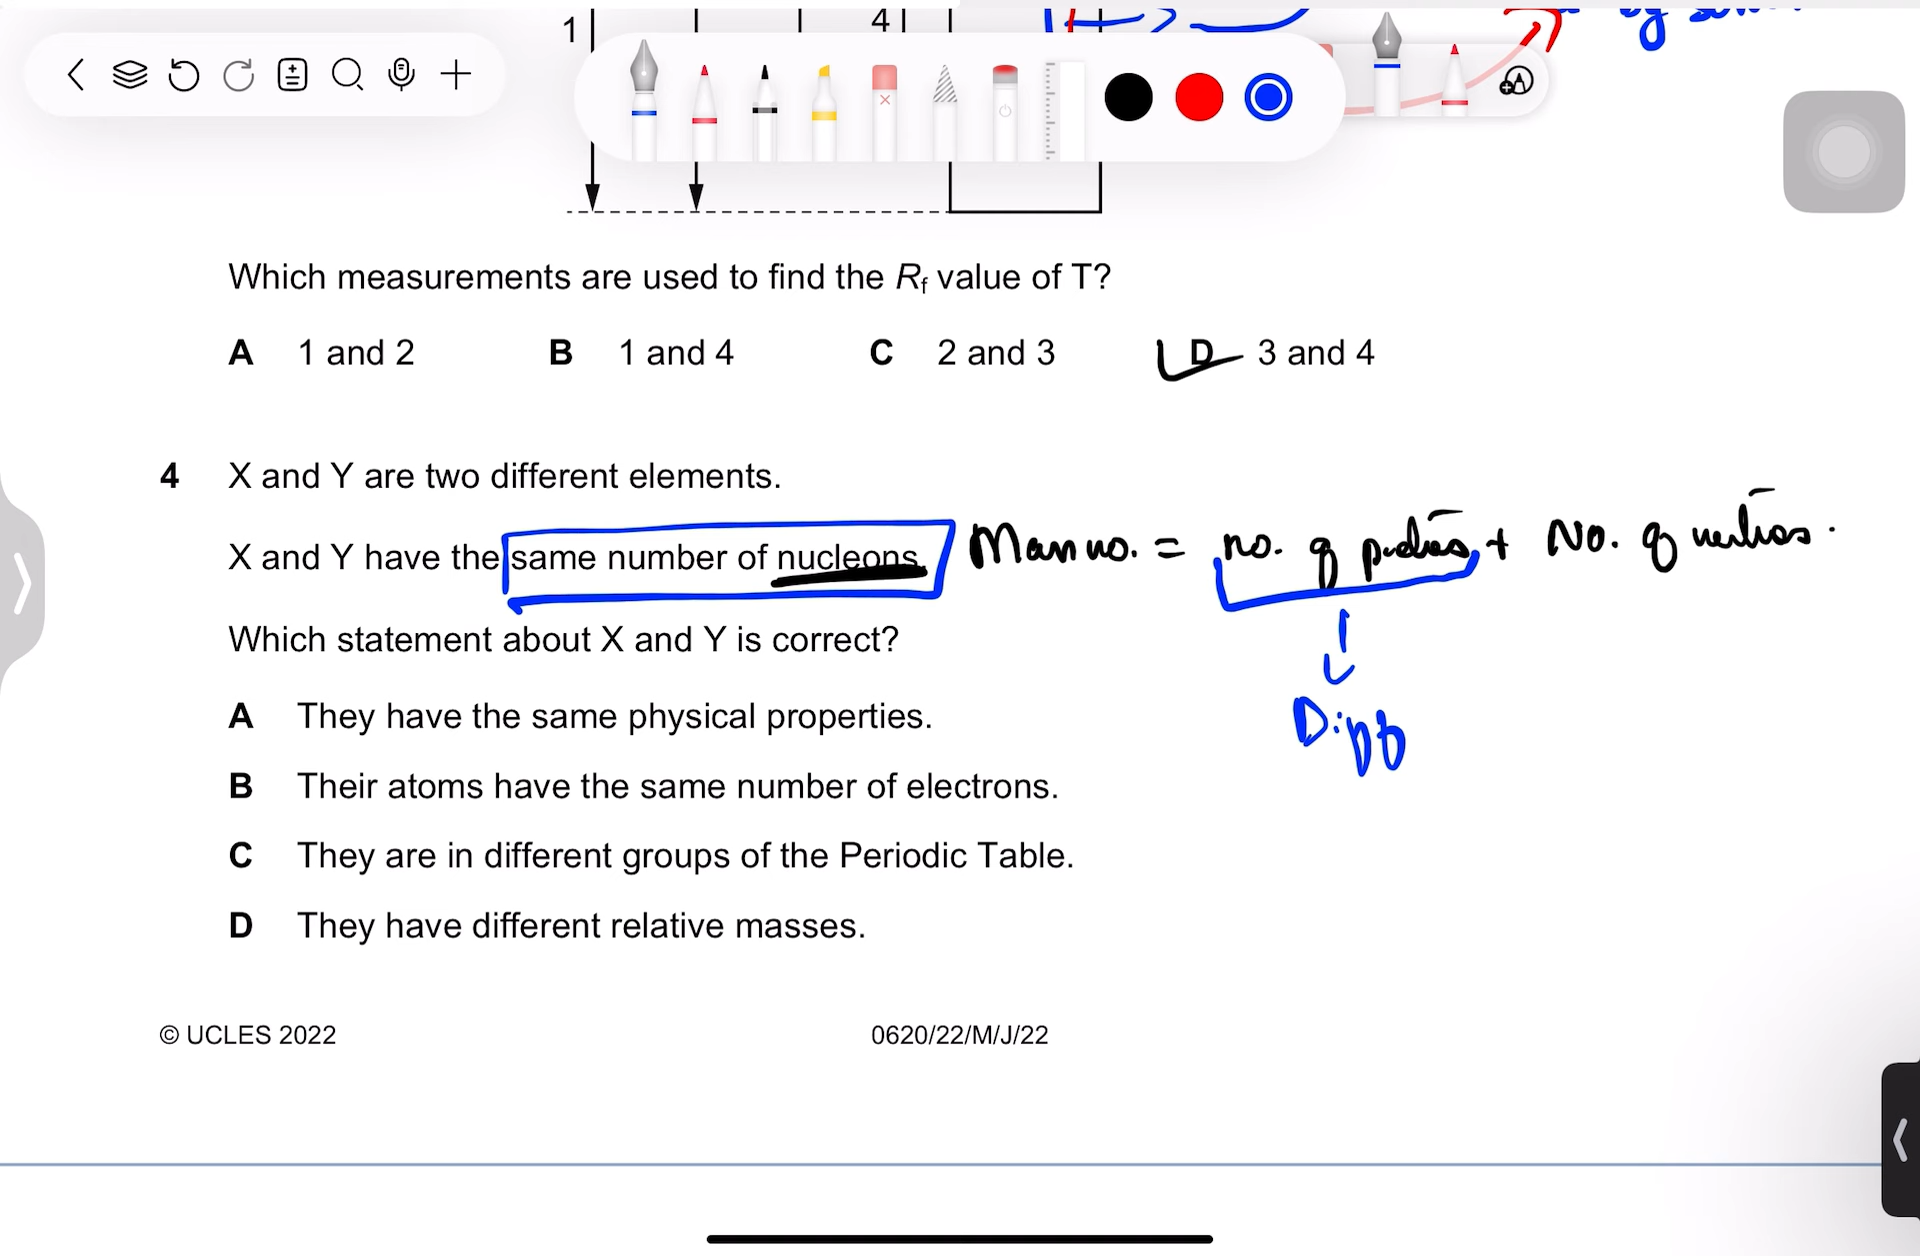 1
4
Which measurements are used to find the Rf value of T?
A 1 and 2 B 1 and 4 C 2 and 3 D 3 and 4
4 X and Y are two different elements.
X and Y have the same number of nucleons. Mass no. = no. of protons + No. of neutrons.
Which statement about X and Y is correct?
Diff
A They have the same physical properties.
B Their atoms have the same number of electrons.
C They are in different groups of the Periodic Table.
D They have different relative masses.
© UCLES 2022 0620/22/M/J/22